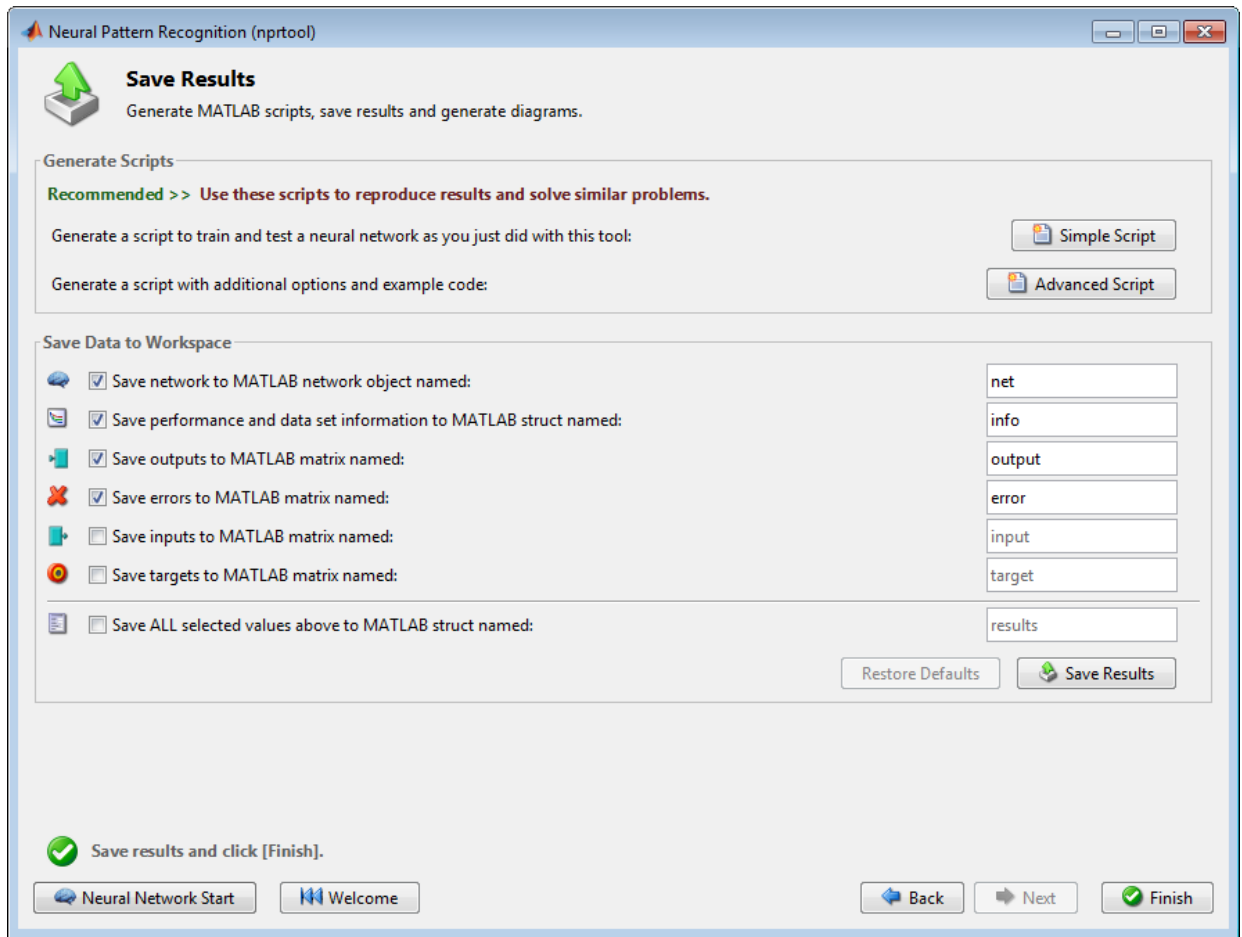 Neural Pattern Recognition (nprtool)
Save Results
Generate MATLAB scripts, save results and generate diagrams.
Generate Scripts
Recommended >> Use these scripts to reproduce results and solve similar problems.
Generate a script to train and test a neural network as you just did with this tool: Simple Script
Generate a script with additional options and example code: Advanced Script
Save Data to Workspace
Save network to MATLAB network object named: net
Save performance and data set information to MATLAB struct named: info
Save outputs to MATLAB matrix named: output
Save errors to MATLAB matrix named: error
Save inputs to MATLAB matrix named: input
Save targets to MATLAB matrix named: target
Save ALL selected values above to MATLAB struct named: results
Restore Defaults Save Results
Save results and click [Finish].
Neural Network Start Welcome Back Next Finish